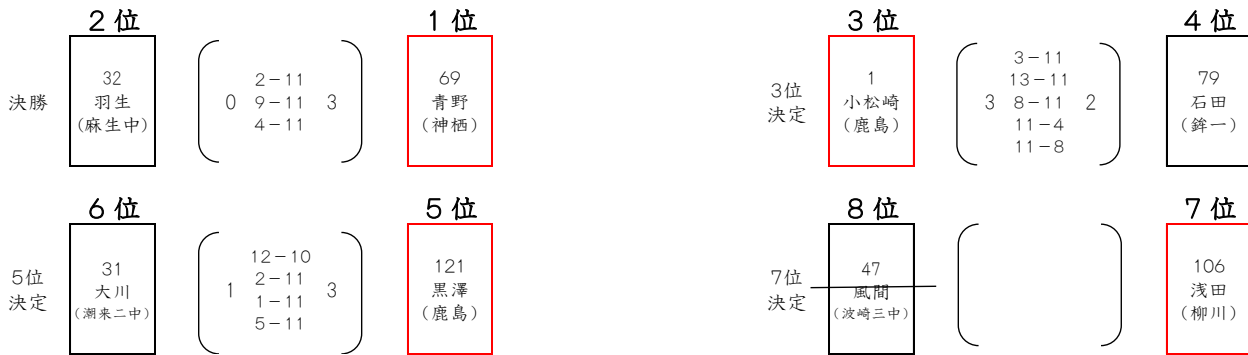 2位
1位
決勝
32
羽生
(麻生中)
0
2-11
9-11
4-11
3
69
青野
(神栖)
3位
4位
3位
決定
1
小松崎
(鹿島)
3
3-11
13-11
8-11
11-4
11-8
2
79
石田
(鉾一)
6位
5位
5位
決定
31
大川
(潮来二中)
1
12-10
2-11
1-11
5-11
3
121
黒澤
(鹿島)
8位
7位
7位
決定
47
風間
(波崎三中)
106
浅田
(柳川)